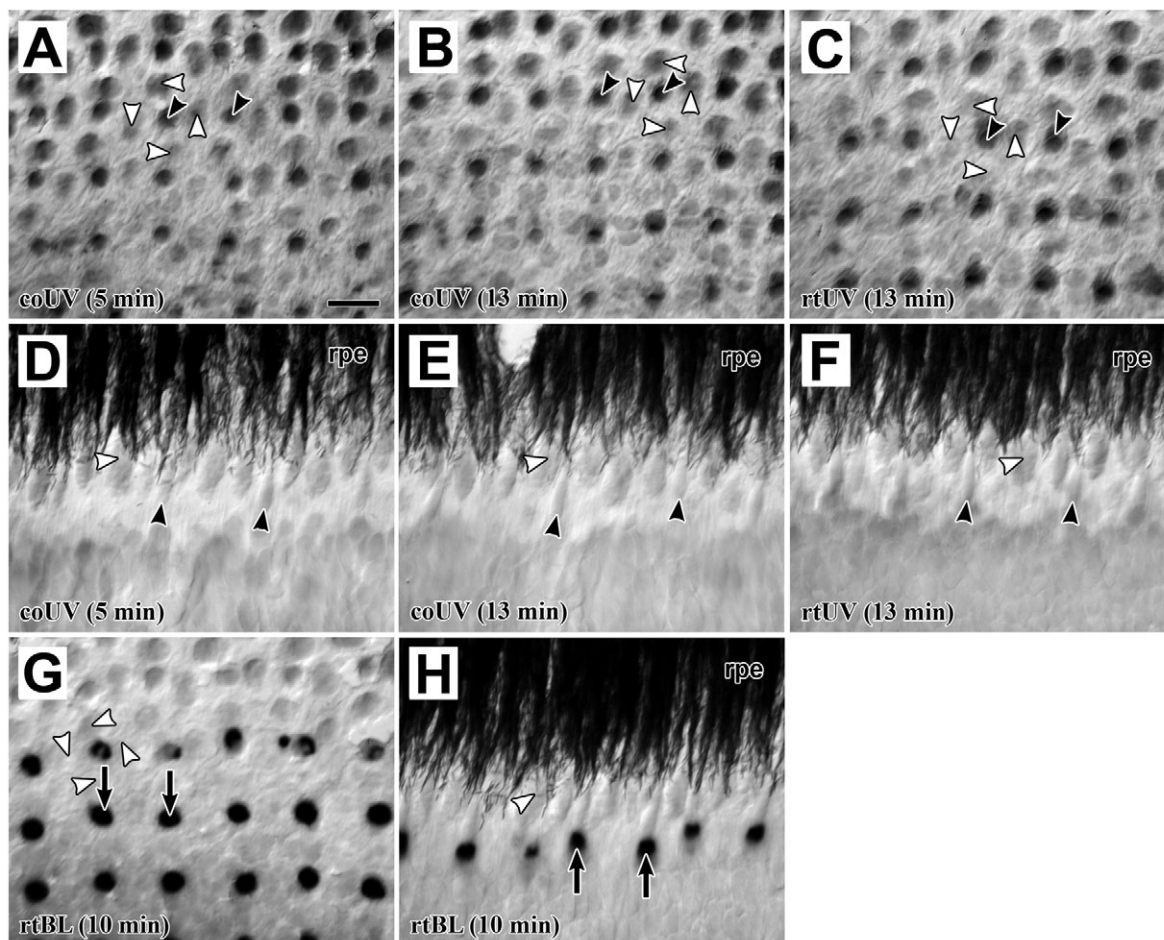 A
coUV (5 min)
B
coUV (13 min)
C
rtUV (13 min)
D
rpe
coUV (5 min)
E
rpe
coUV (13 min)
F
rpe
rtUV (13 min)
G
rtBL (10 min)
H
rpe
rtBL (10 min)